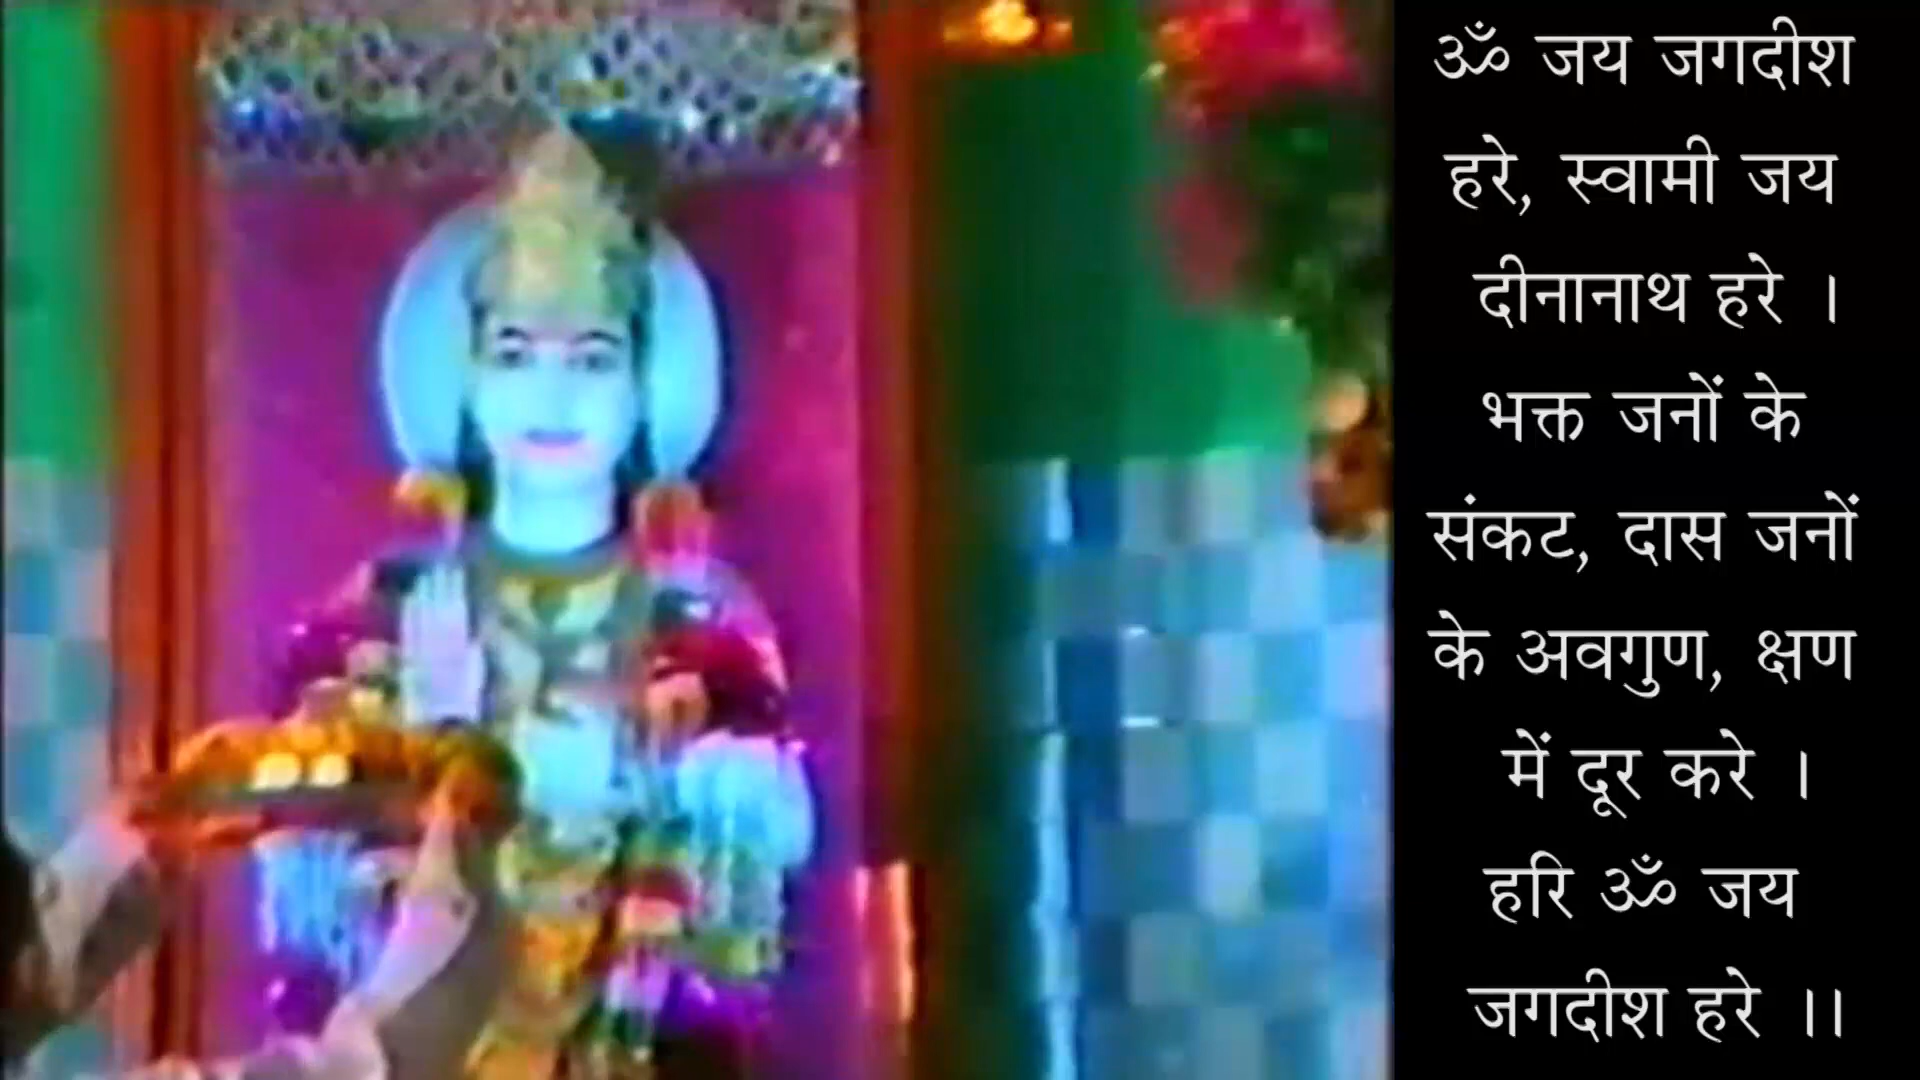 ॐ जय जगदीश
हरे, स्वामी जय
दीनानाथ हरे ।
भक्त जनों के
संकट, दास जनों
के अवगुण, क्षण
में दूर करे ।
हरि ॐ जय
जगदीश हरे ।।